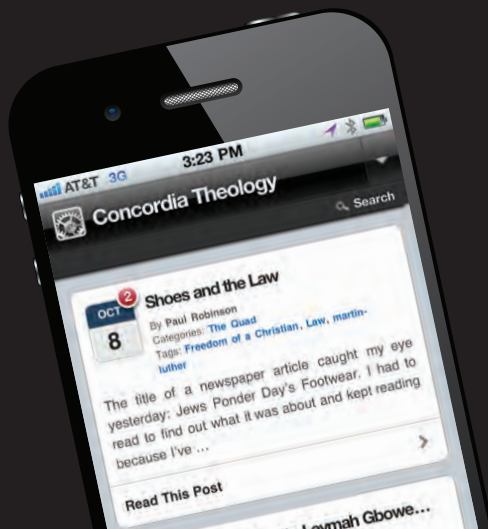 AT&T 3G 3:23 PM
Concordia Theology
Search
OCT
2
8
Shoes and the Law
By Paul Robinson
Categories: The Quad
Tags: Freedom of a Christian, Law, martin-
luther
The title of a newspaper article caught my eye
yesterday: Jews Ponder Day's Footwear. I had to
read to find out what it was about and kept reading
because I've ...
Read This Post
Leymah Gbowe...